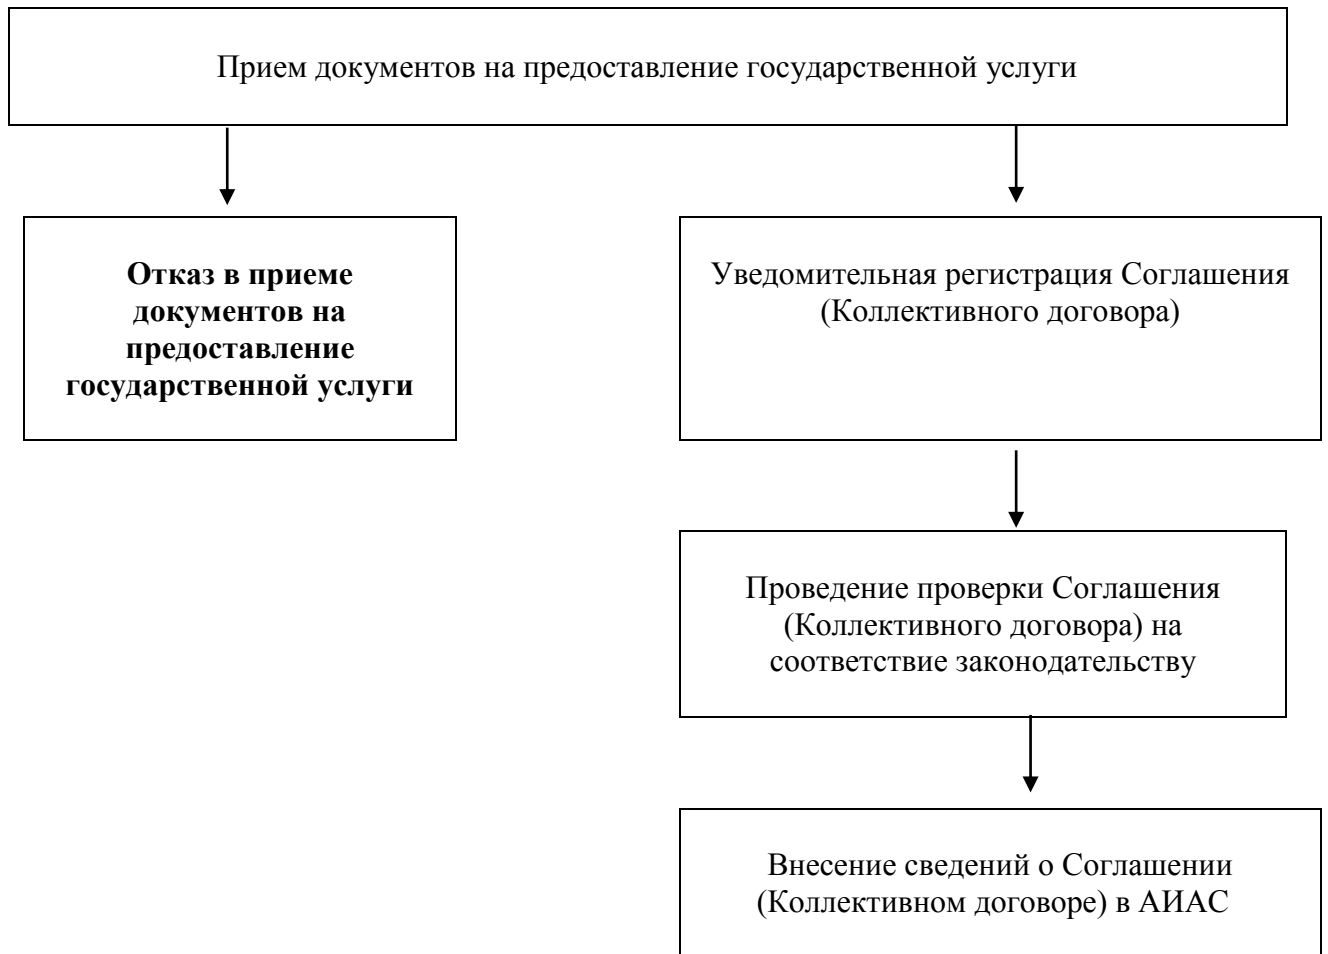 Прием документов на предоставление государственной услуги
Отказ в приеме
документов на
предоставление
государственной услуги
Уведомительная регистрация Соглашения
(Коллективного договора)
Проведение проверки Соглашения
(Коллективного договора) на
соответствие законодательству
Внесение сведений о Соглашении
(Коллективном договоре) в АИАС